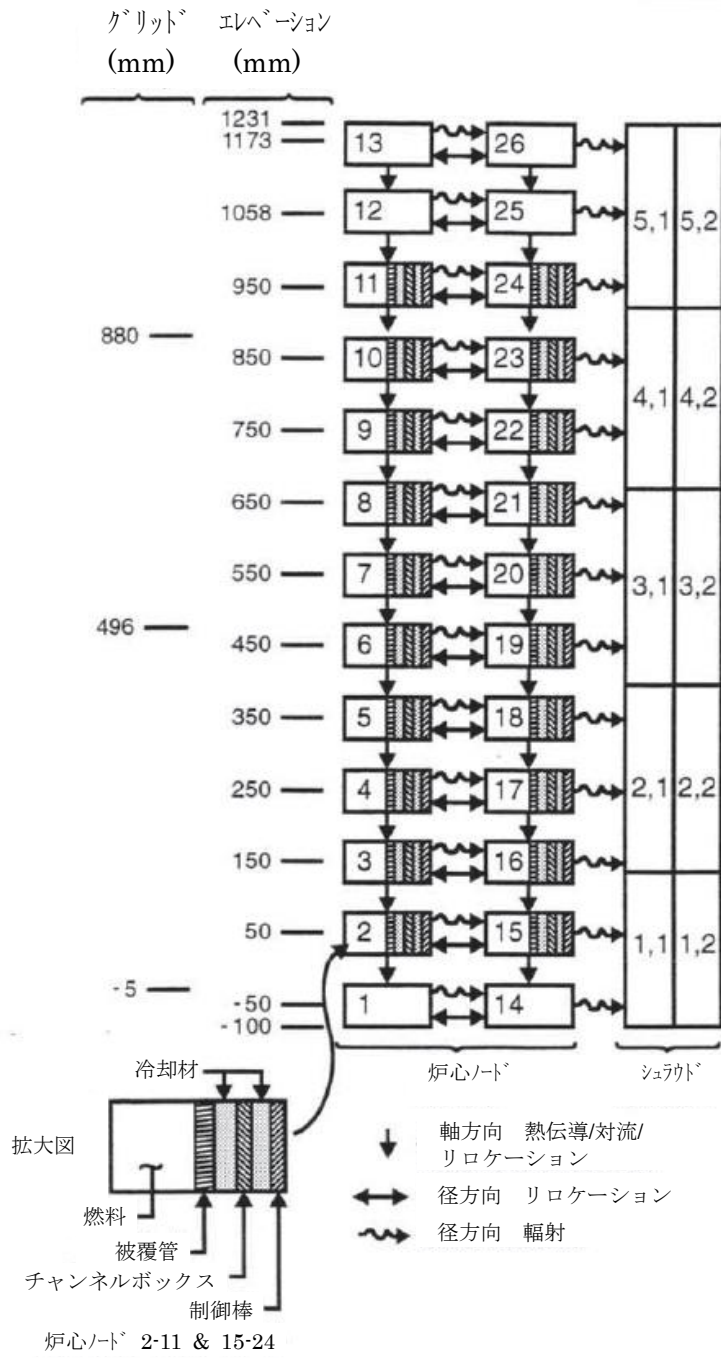 グリッド エレベーション
(mm) (mm)
1231
1173
13 26
1058
12 25
5,1 5,2
950
11 24
880
850
10 23
4,1 4,2
750
9 22
650
8 21
550
7 20
3,1 3,2
496
450
6 19
350
5 18
250
4 17
2,1 2,2
150
3 16
50
2 15
1,1 1,2
-5
-50
1 14
-100
炉心ノード シュラウド
冷却材
拡大図
燃料
被覆管
チャンネルボックス
制御棒
炉心ノード 2-11 & 15-24
軸方向 熱伝導/対流/
リロケーション
径方向 リロケーション
径方向 輻射